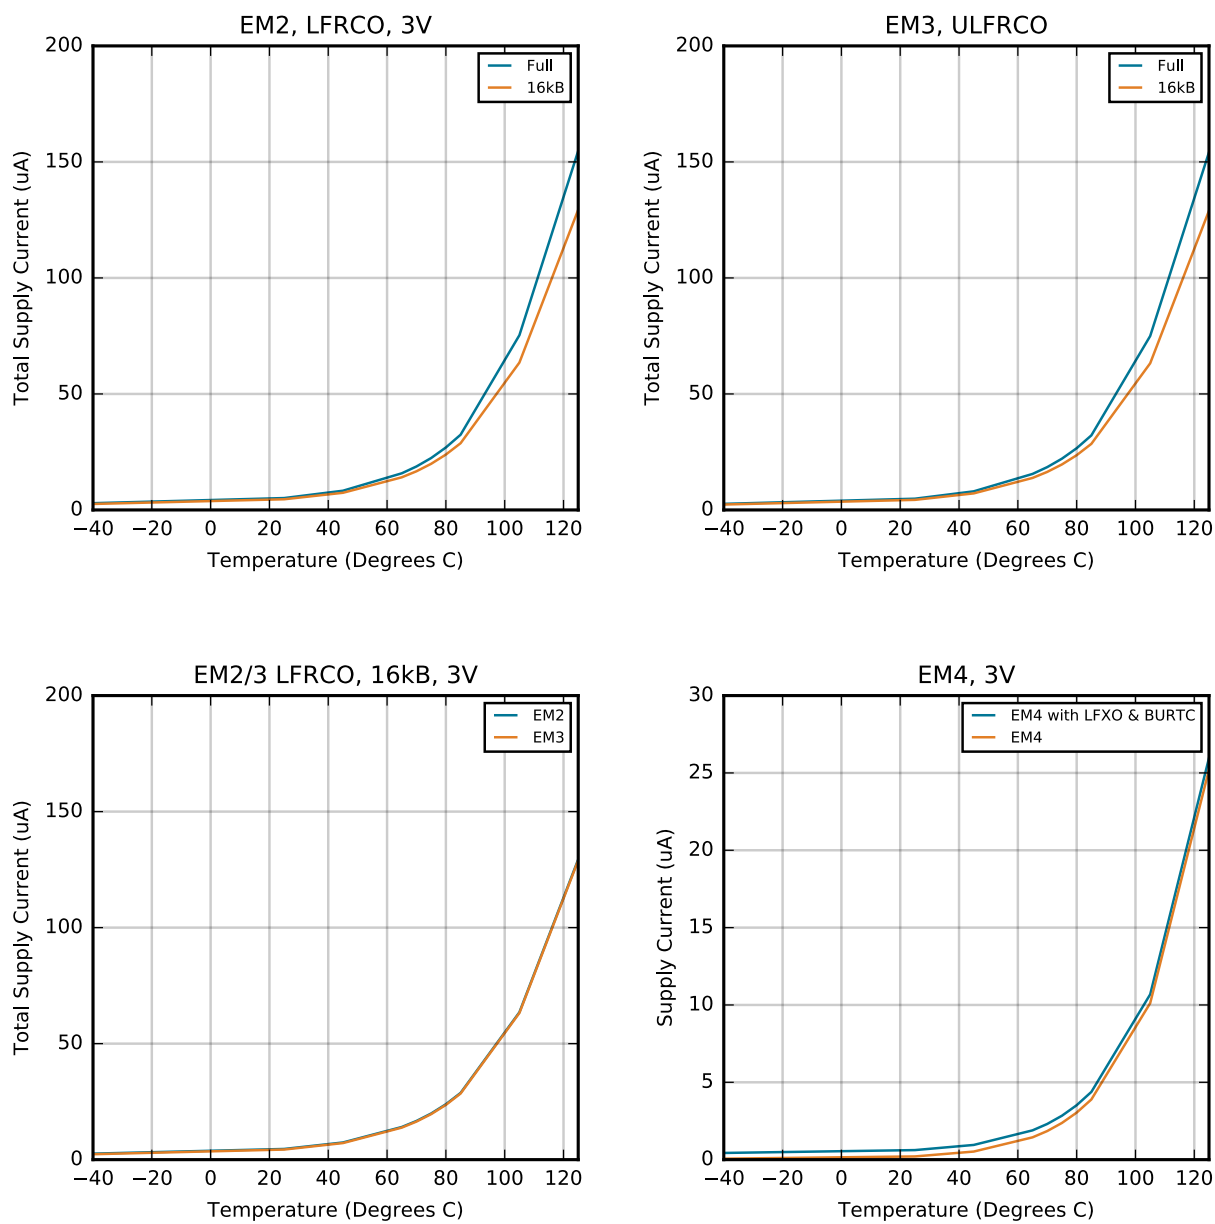 EM2, LFRCO, 3V
200
150
100
50
0
Total Supply Current (uA)
Full
16kB
−40 −20 0 20 40 60 80 100 120
Temperature (Degrees C)
EM3, ULFRCO
200
150
100
50
0
Total Supply Current (uA)
Full
16kB
−40 −20 0 20 40 60 80 100 120
Temperature (Degrees C)
EM2/3 LFRCO, 16kB, 3V
200
150
100
50
0
Total Supply Current (uA)
EM2
EM3
−40 −20 0 20 40 60 80 100 120
Temperature (Degrees C)
EM4, 3V
30
25
20
15
10
5
0
Supply Current (uA)
EM4 with LFXO & BURTC
EM4
−40 −20 0 20 40 60 80 100 120
Temperature (Degrees C)